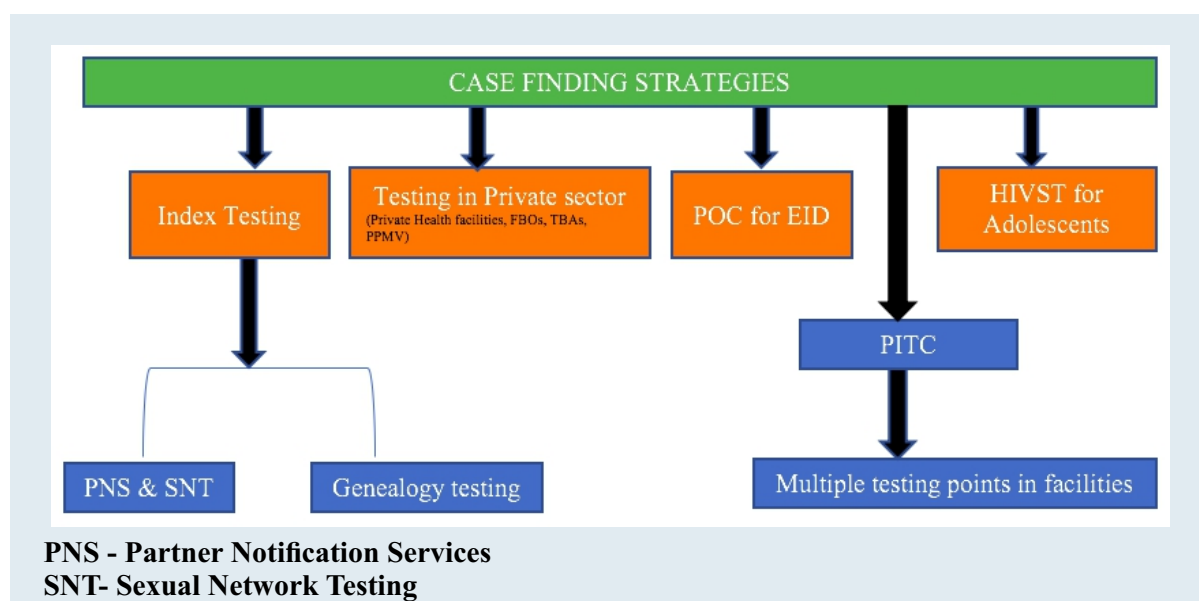 CASE FINDING STRATEGIES
Index Testing
Testing in Private sector
(Private Health facilities, FBOs, TBAs,
PPMV)
POC for EID
HIVST for
Adolescents
PITC
PNS & SNT
Genealogy testing
Multiple testing points in facilities
PNS - Partner Notification Services
SNT- Sexual Network Testing